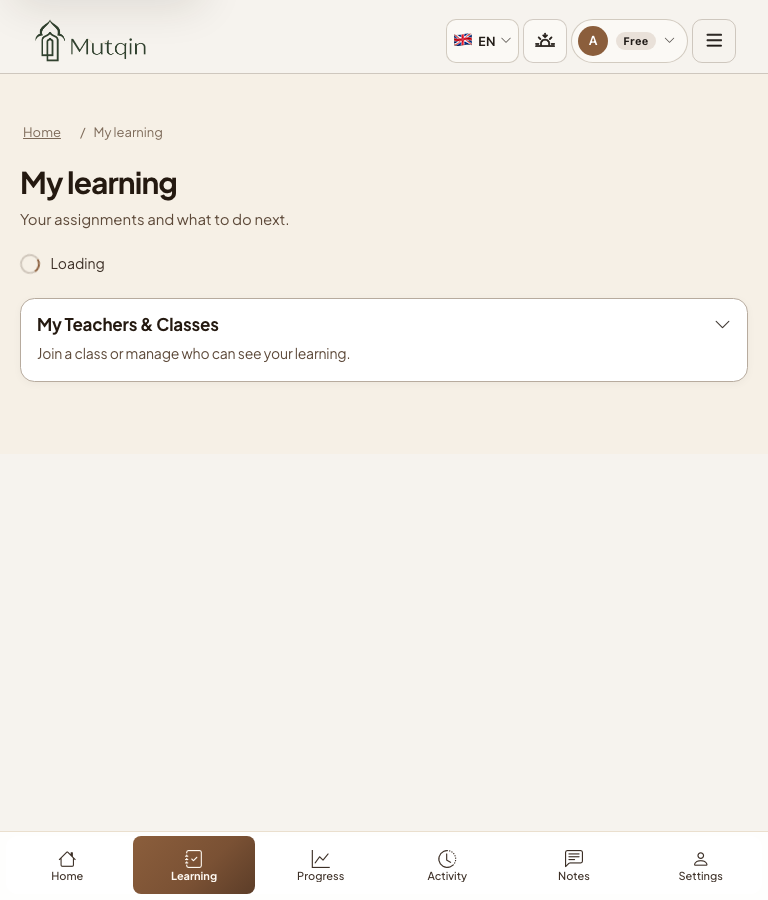 Mutqin
EN
A
Free
Home / My learning
My learning
Your assignments and what to do next.
Loading
My Teachers & Classes
Join a class or manage who can see your learning.
Home
Learning
Progress
Activity
Notes
Settings